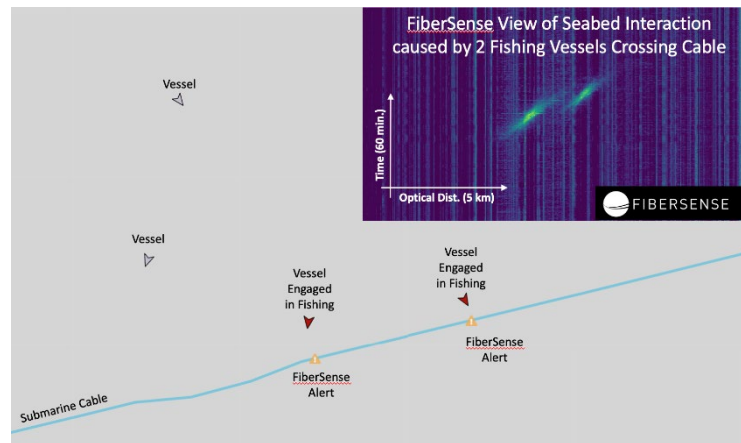 FiberSense View of Seabed Interaction
caused by 2 Fishing Vessels Crossing Cable
Time (60 min.)
Optical Dist. (5 km)
FIBERSENSE
Vessel
Vessel
Vessel
Engaged
in Fishing
Vessel
Engaged
in Fishing
FiberSense
Alert
FiberSense
Alert
Submarine Cable